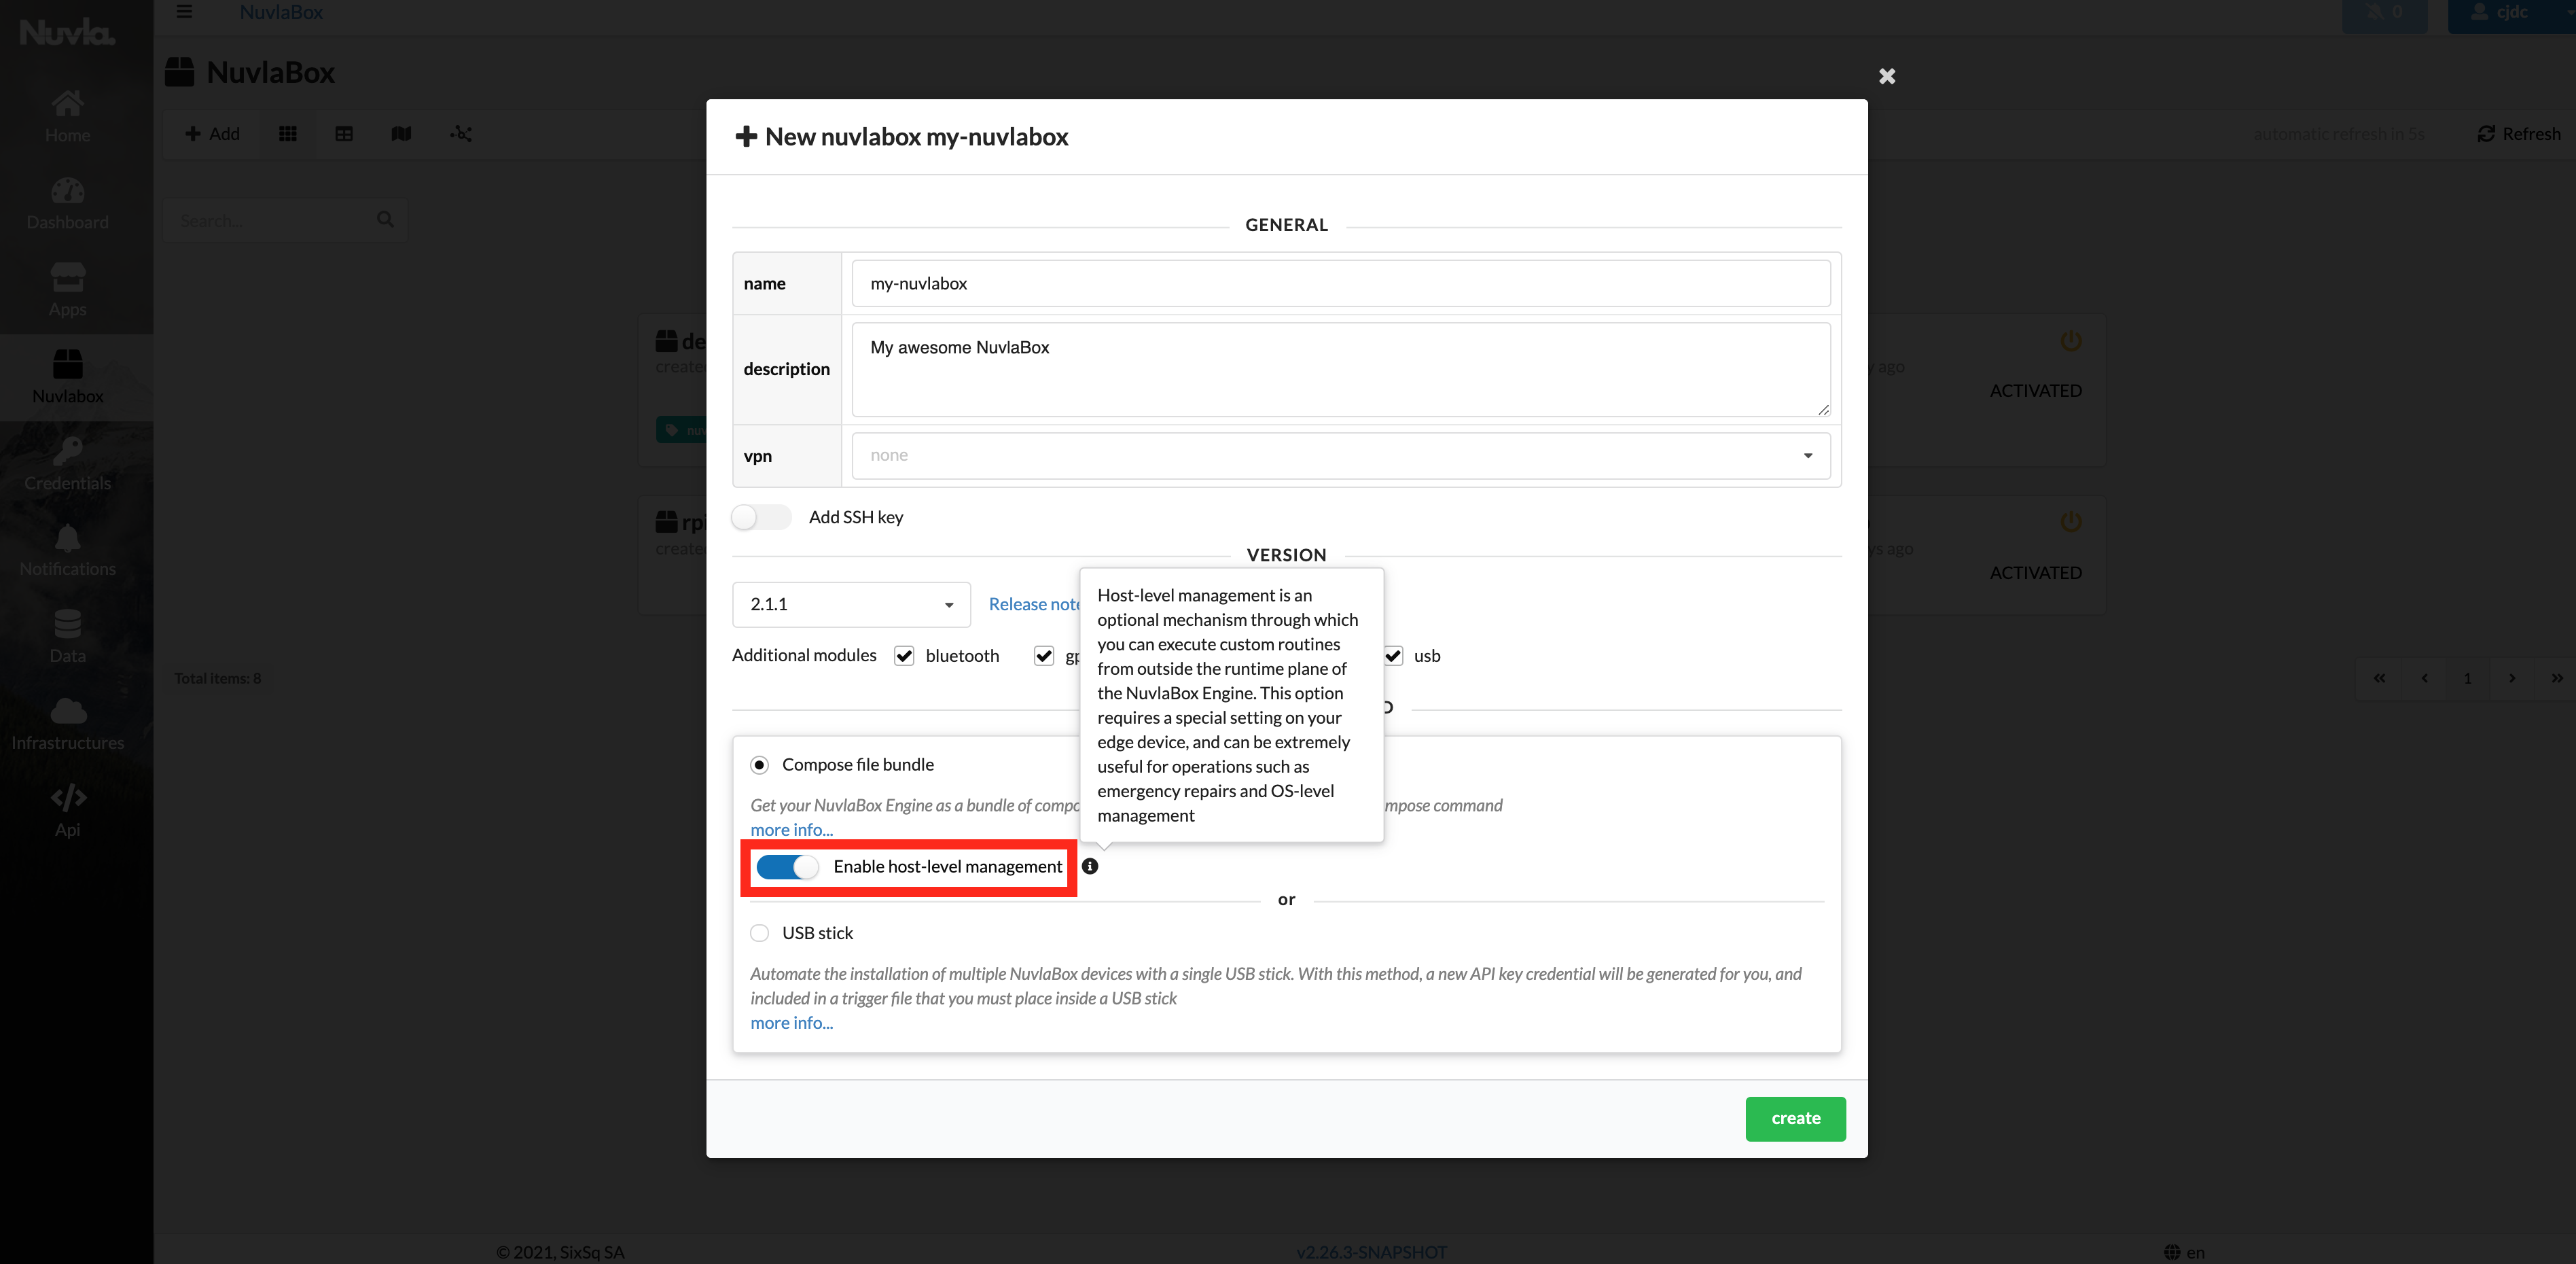 Nuvla.
NuvlaBox
0
cjdc
NuvlaBox
Home
Add
automatic refresh in 5s
Refresh
Dashboard
Search...
Apps
Nuvlabox
Credentials
Notifications
Data
Infrastructures
Api
created
ACTIVATED
created
ACTIVATED
Total items: 8
1
New nuvlabox my-nuvlabox
GENERAL
name
my-nuvlabox
description
My awesome NuvlaBox
vpn
none
Add SSH key
VERSION
2.1.1
Release note
Additional modules
bluetooth
usb
Host-level management is an
optional mechanism through which
you can execute custom routines
from outside the runtime plane of
the NuvlaBox Engine. This option
requires a special setting on your
edge device, and can be extremely
useful for operations such as
emergency repairs and OS-level
management
Compose file bundle
Get your NuvlaBox Engine as a bundle of compo mpose command
more info...
Enable host-level management
or
USB stick
Automate the installation of multiple NuvlaBox devices with a single USB stick. With this method, a new API key credential will be generated for you, and
included in a trigger file that you must place inside a USB stick
more info...
create
© 2021, SixSq SA
v2.26.3-SNAPSHOT
en